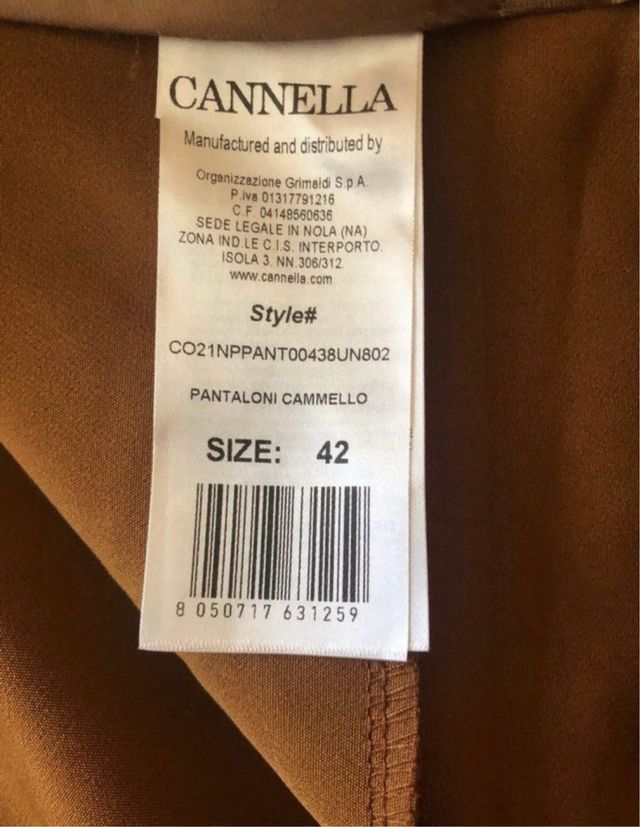 CANNELLA
Manufactured and distributed by
Organizzazione Grimaldi S.p.A.
P.iva 01317791216
C.F. 04148560636
SEDE LEGALE IN NOLA (NA)
ZONA IND.LE C.I.S. INTERPORTO.
ISOLA 3. NN.306/312
www.cannella.com
Style#
CO21NPPANT00438UN802
PANTALONI CAMMELLO
SIZE: 42
8 050717 631259